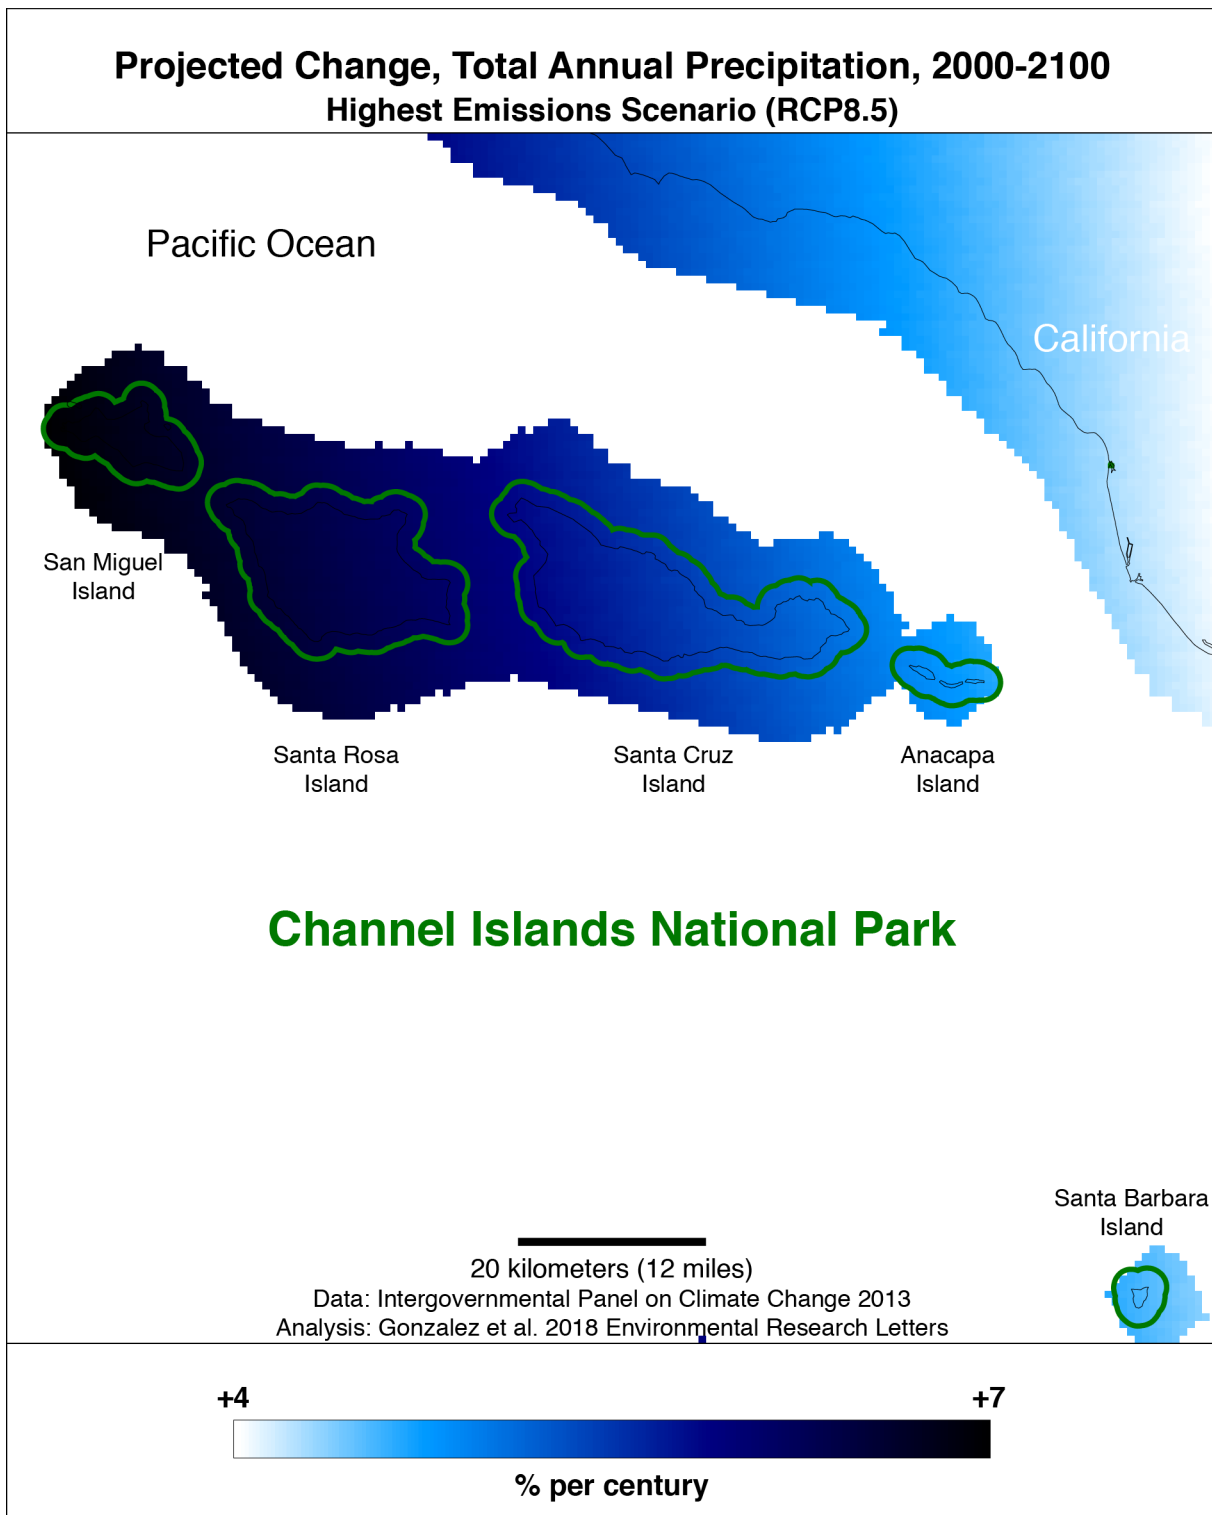 Projected Change, Total Annual Precipitation, 2000-2100
Highest Emissions Scenario (RCP8.5)
Pacific Ocean
California
San Miguel
Island
Santa Rosa
Island
Santa Cruz
Island
Anacapa
Island
Channel Islands National Park
Santa Barbara
Island
20 kilometers (12 miles)
Data: Intergovernmental Panel on Climate Change 2013
Analysis: Gonzalez et al. 2018 Environmental Research Letters
+4
+7
% per century